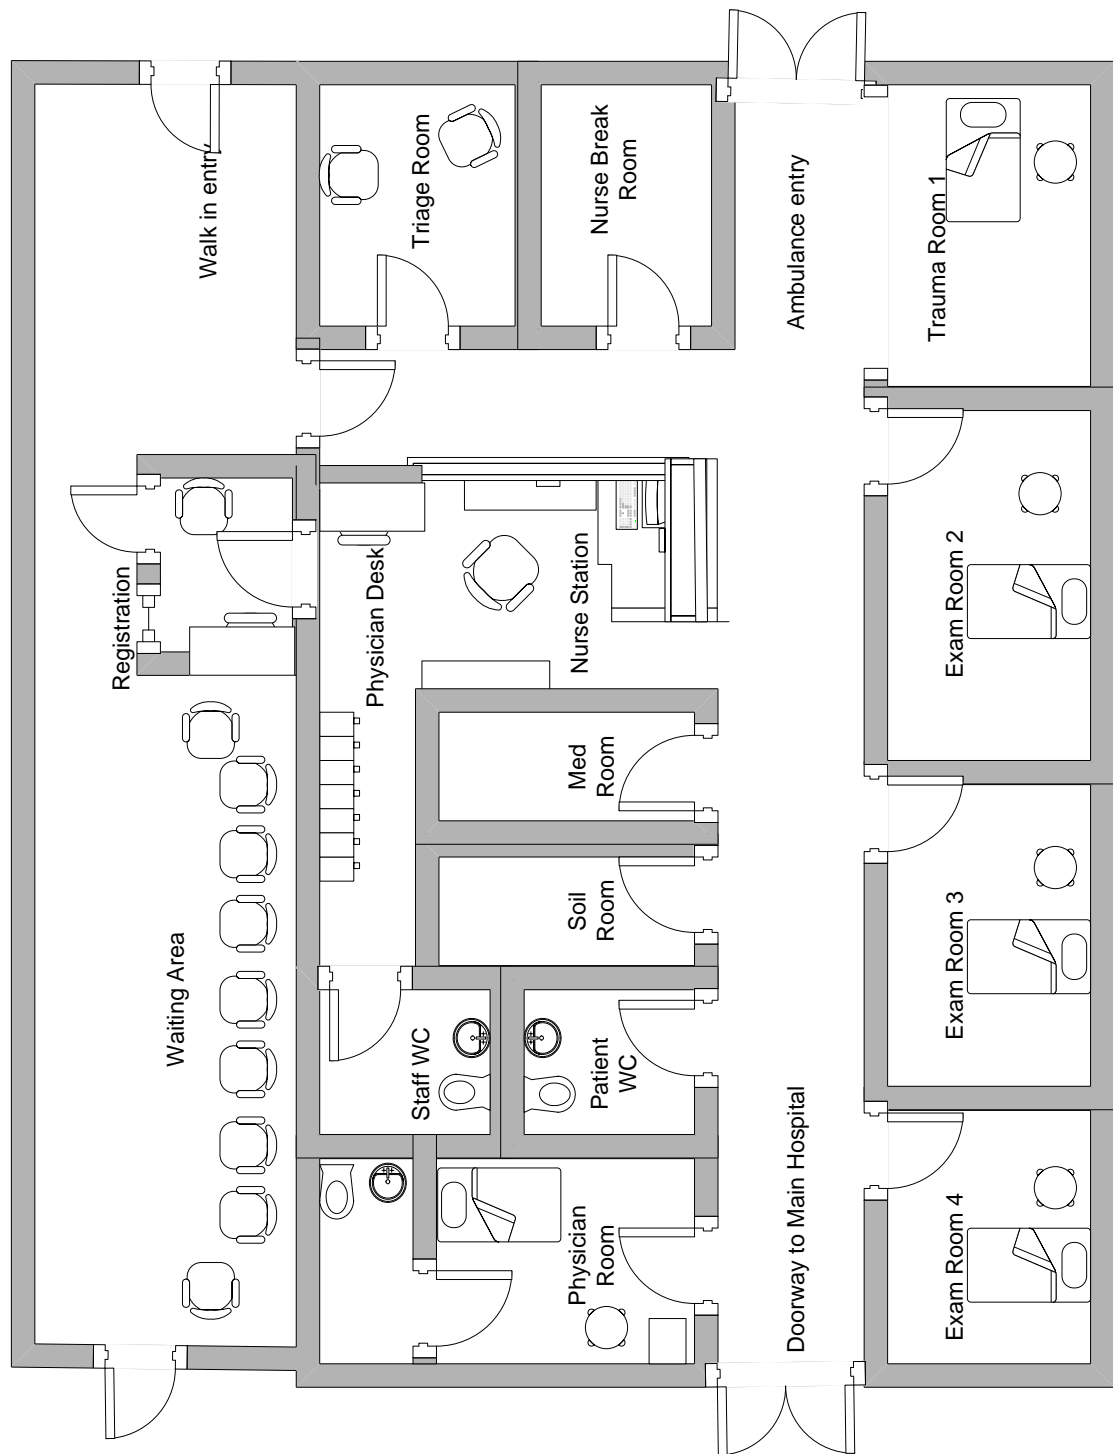 Walk in entry
Triage Room
Nurse Break
Room
Ambulance entry
Trauma Room 1
Registration
Physician Desk
Nurse Station
Exam Room 2
Med
Room
Waiting Area
Soil
Room
Exam Room 3
Staff WC
Patient
WC
Physician
Room
Doorway to Main Hospital
Exam Room 4